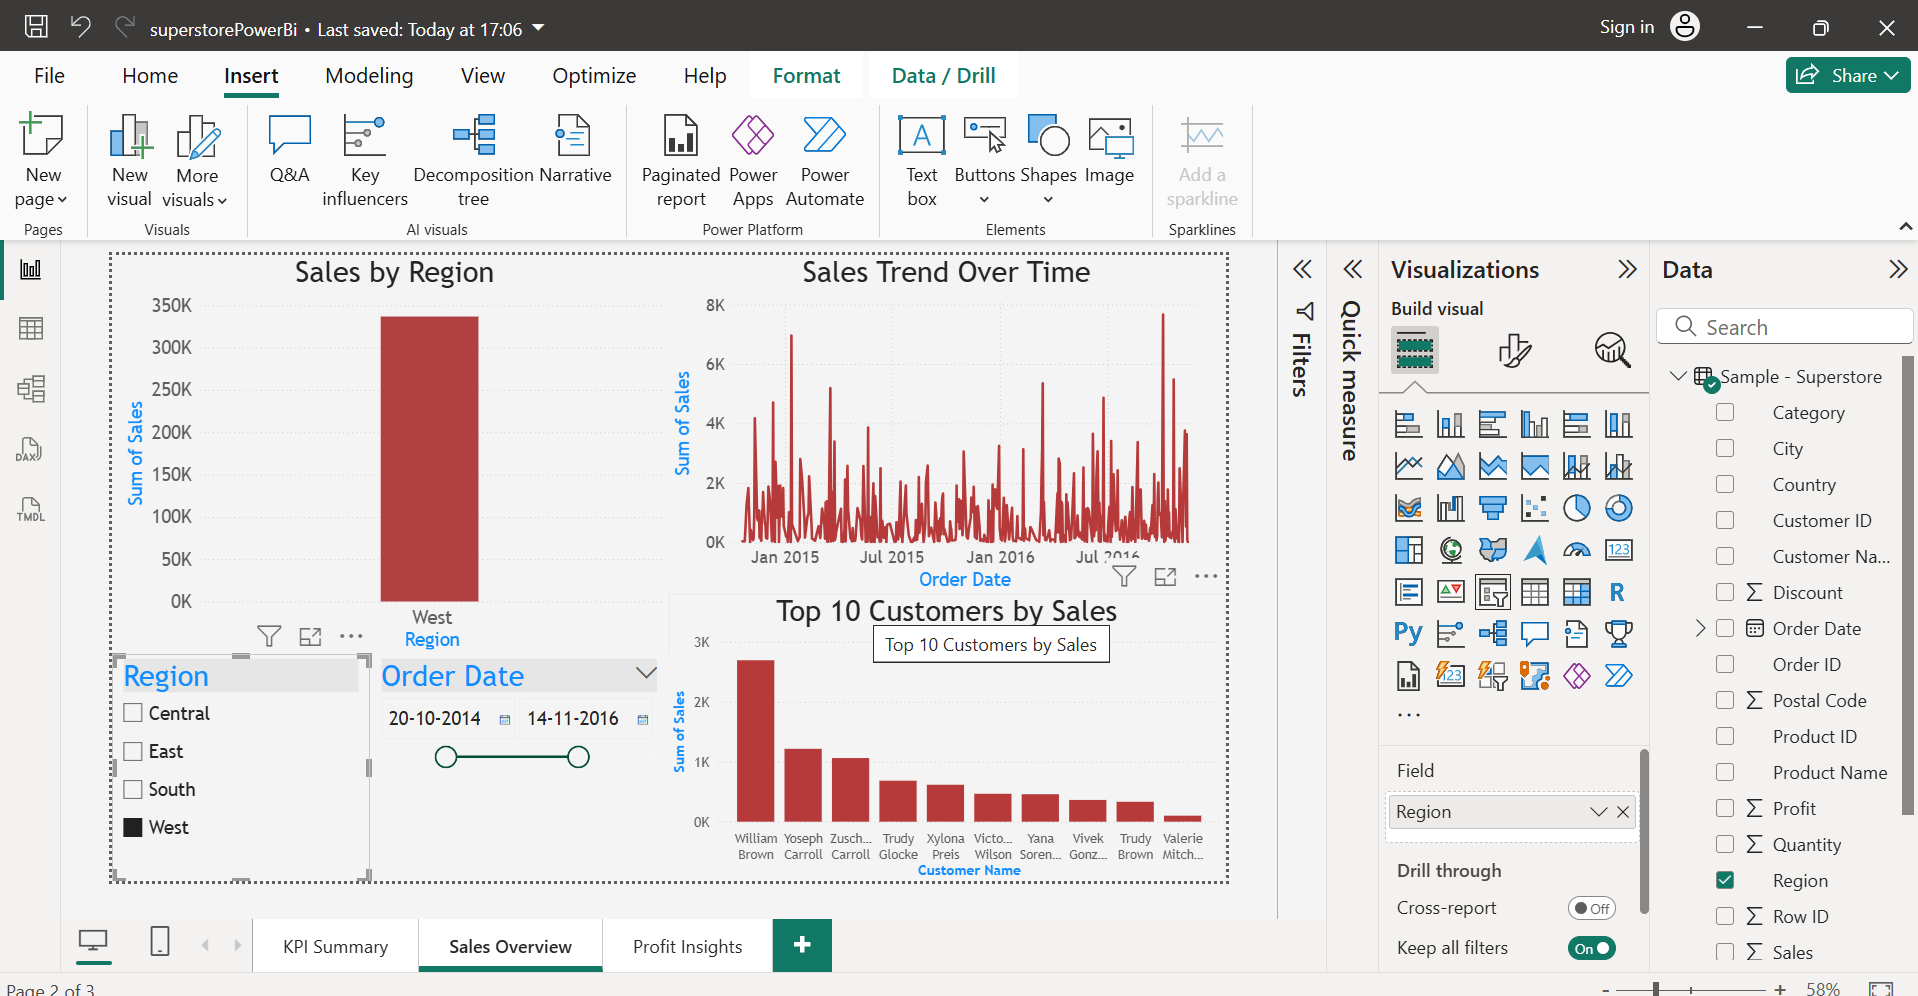 superstorePowerBi • Last saved: Today at 17:06
Sign in
File Home Insert Modeling View Optimize Help Format Data / Drill
Share
New page
New visual
More visuals
Q&A
Key influencers
Decomposition tree
Narrative
Paginated report
Power Apps
Power Automate
Text box
Buttons
Shapes
Image
Add a sparkline
Pages
Visuals
AI visuals
Power Platform
Elements
Sparklines
DAX
TMDL
Sales by Region
350K
300K
250K
200K
150K
100K
50K
0K
Sum of Sales
West
Region
Sales Trend Over Time
8K
6K
4K
2K
0K
Sum of Sales
Jan 2015 Jul 2015 Jan 2016 Jul 2016
Order Date
Region
Central
East
South
West
Order Date
20-10-2014 14-11-2016
Top 10 Customers by Sales
Top 10 Customers by Sales
3K
2K
1K
0K
Sum of Sales
William Brown
Yoseph Carroll
Zusch... Carroll
Trudy Glocke
Xylona Preis
Victo... Wilson
Yana Soren...
Vivek Gonz...
Trudy Brown
Valerie Mitch...
Customer Name
Filters
Quick measure
Visualizations
Build visual
123
R
Py
123
...
Field
Region
Drill through
Cross-report
Off
Keep all filters
On
Data
Search
Sample - Superstore
Category
City
Country
Customer ID
Customer Na...
Discount
Order Date
Order ID
Postal Code
Product ID
Product Name
Profit
Quantity
Region
Row ID
Sales
KPI Summary
Sales Overview
Profit Insights
+
Page 2 of 3
- + 58%